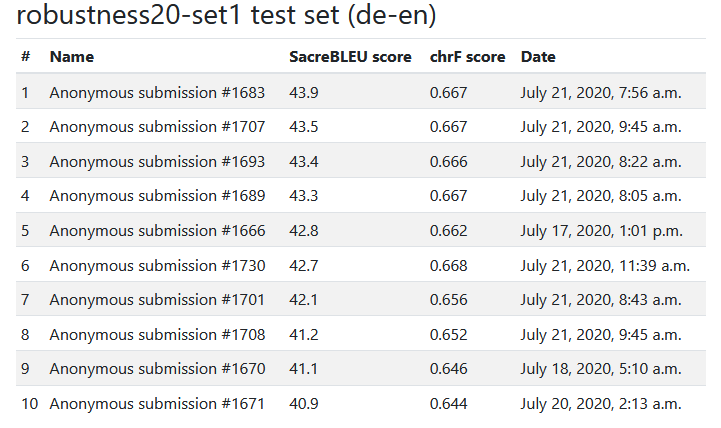 robustness20-set1 test set (de-en)
# Name SacreBLEU score chrF score Date
1 Anonymous submission #1683 43.9 0.667 July 21, 2020, 7:56 a.m.
2 Anonymous submission #1707 43.5 0.667 July 21, 2020, 9:45 a.m.
3 Anonymous submission #1693 43.4 0.666 July 21, 2020, 8:22 a.m.
4 Anonymous submission #1689 43.3 0.667 July 21, 2020, 8:05 a.m.
5 Anonymous submission #1666 42.8 0.662 July 17, 2020, 1:01 p.m.
6 Anonymous submission #1730 42.7 0.668 July 21, 2020, 11:39 a.m.
7 Anonymous submission #1701 42.1 0.656 July 21, 2020, 8:43 a.m.
8 Anonymous submission #1708 41.2 0.652 July 21, 2020, 9:45 a.m.
9 Anonymous submission #1670 41.1 0.646 July 18, 2020, 5:10 a.m.
10 Anonymous submission #1671 40.9 0.644 July 20, 2020, 2:13 a.m.